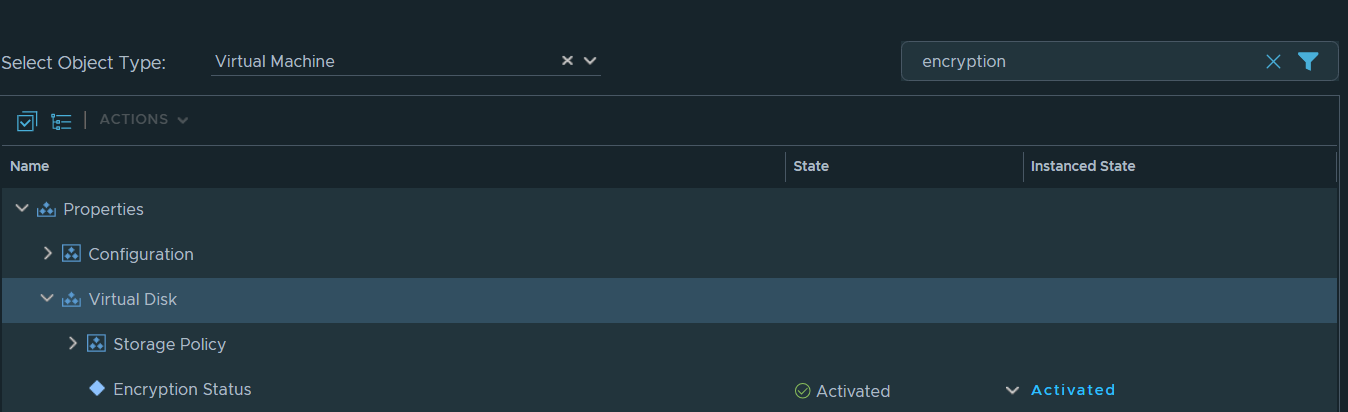 Select Object Type: Virtual Machine encryption
ACTIONS
Name State Instanced State
Properties
Configuration
Virtual Disk
Storage Policy
Encryption Status Activated Activated